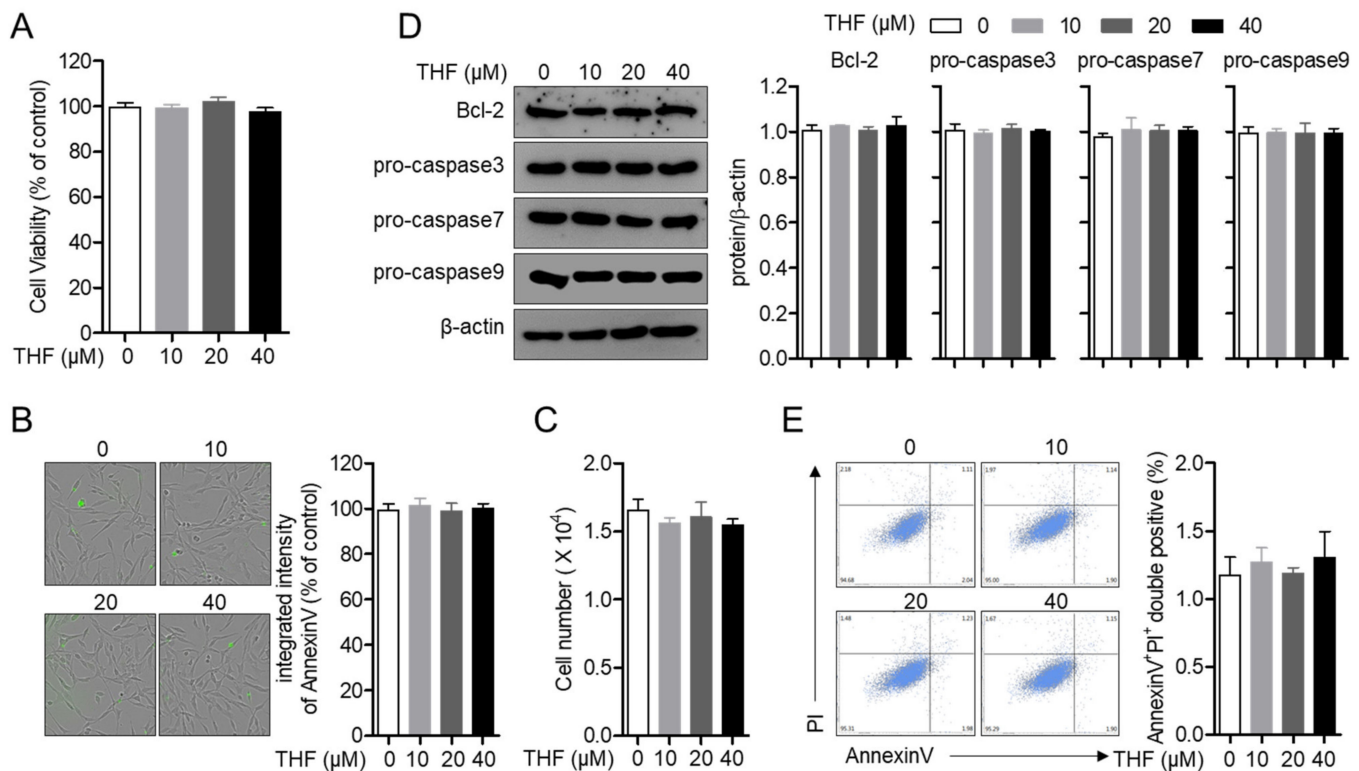 A
Cell Viability (% of control)
120
100
80
60
40
20
0
THF (µM) 0 10 20 40
D
THF (µM) 0 10 20 40
Bcl-2
pro-caspase3
pro-caspase7
pro-caspase9
β-actin
THF (µM) 0 10 20 40
Bcl-2 pro-caspase3 pro-caspase7 pro-caspase9
protein/β-actin
1.2
1.0
0.8
0.6
0.4
0.2
0.0
B
0 10
20 40
integrated intensity
of AnnexinV (% of control)
120
100
80
60
40
20
0
THF (µM) 0 10 20 40
C
Cell number ( X 10⁴)
2.0
1.5
1.0
0.5
0.0
THF (µM) 0 10 20 40
E
0 10
2.18 1.11 1.97 1.14
94.68 2.04 95.00 1.90
20 40
1.48 1.23 1.67 1.15
95.31 1.98 95.29 1.90
PI
AnnexinV
AnnexinV⁺PI⁺ double positive (%)
2.0
1.5
1.0
0.5
0.0
THF (µM) 0 10 20 40